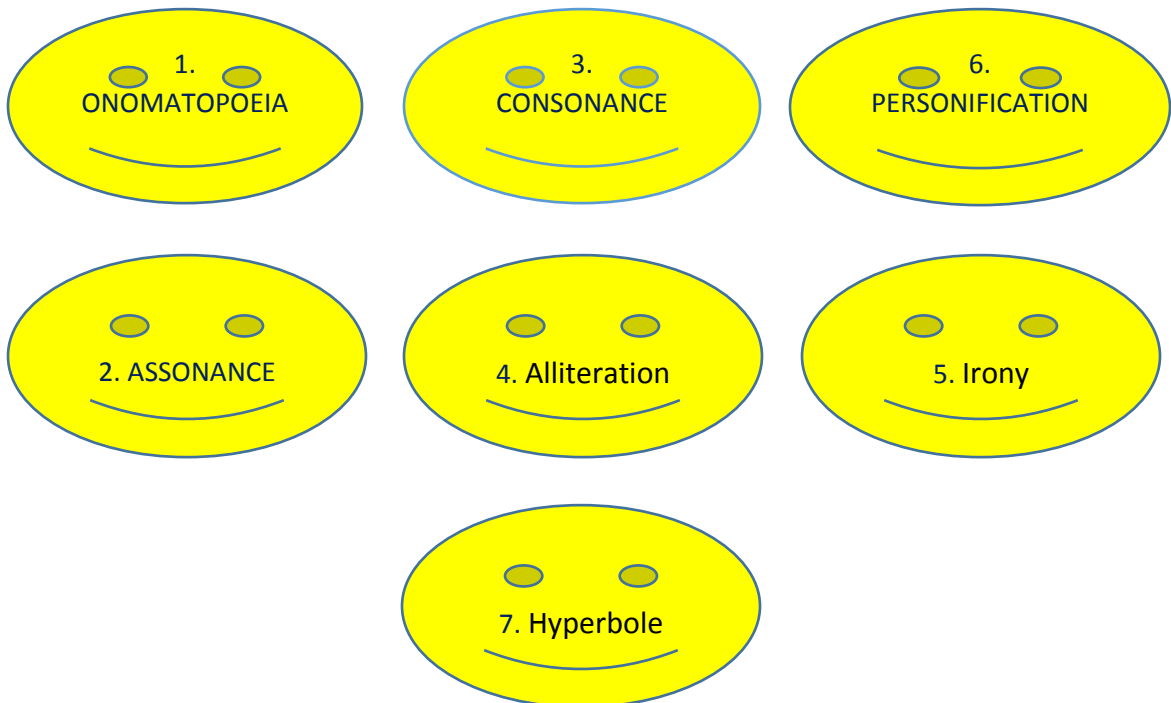 1.
ONOMATOPOEIA
3.
CONSONANCE
6.
PERSONIFICATION
2. ASSONANCE
4. Alliteration
5. Irony
7. Hyperbole